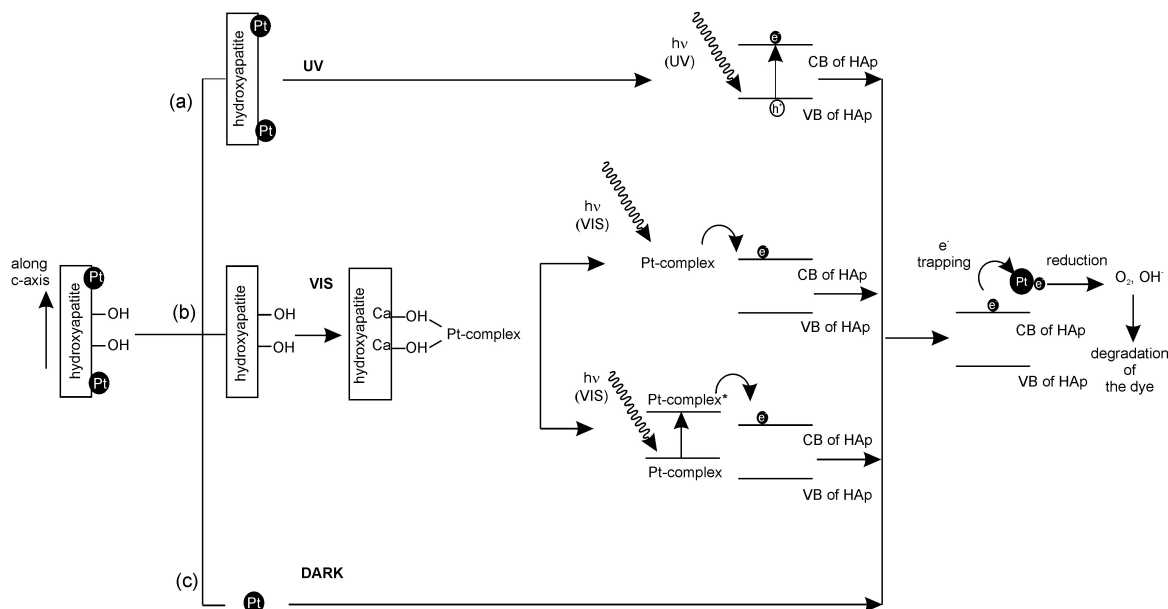 (a)
hydroxyapatite
Pt
Pt
UV
hν
(UV)
e⁻
h⁺
CB of HAp
VB of HAp
along
c-axis
hydroxyapatite
Pt
OH
OH
Pt
(b)
hydroxyapatite
OH
OH
VIS
hydroxyapatite
Ca OH
Ca OH
Pt-complex
hν
(VIS)
Pt-complex
e⁻
CB of HAp
VB of HAp
hν
(VIS)
Pt-complex*
Pt-complex
e⁻
CB of HAp
VB of HAp
e⁻
trapping
Pt
e⁻
e⁻
CB of HAp
VB of HAp
reduction
O₂, OH⁻
degradation
of
the dye
(c)
Pt
DARK